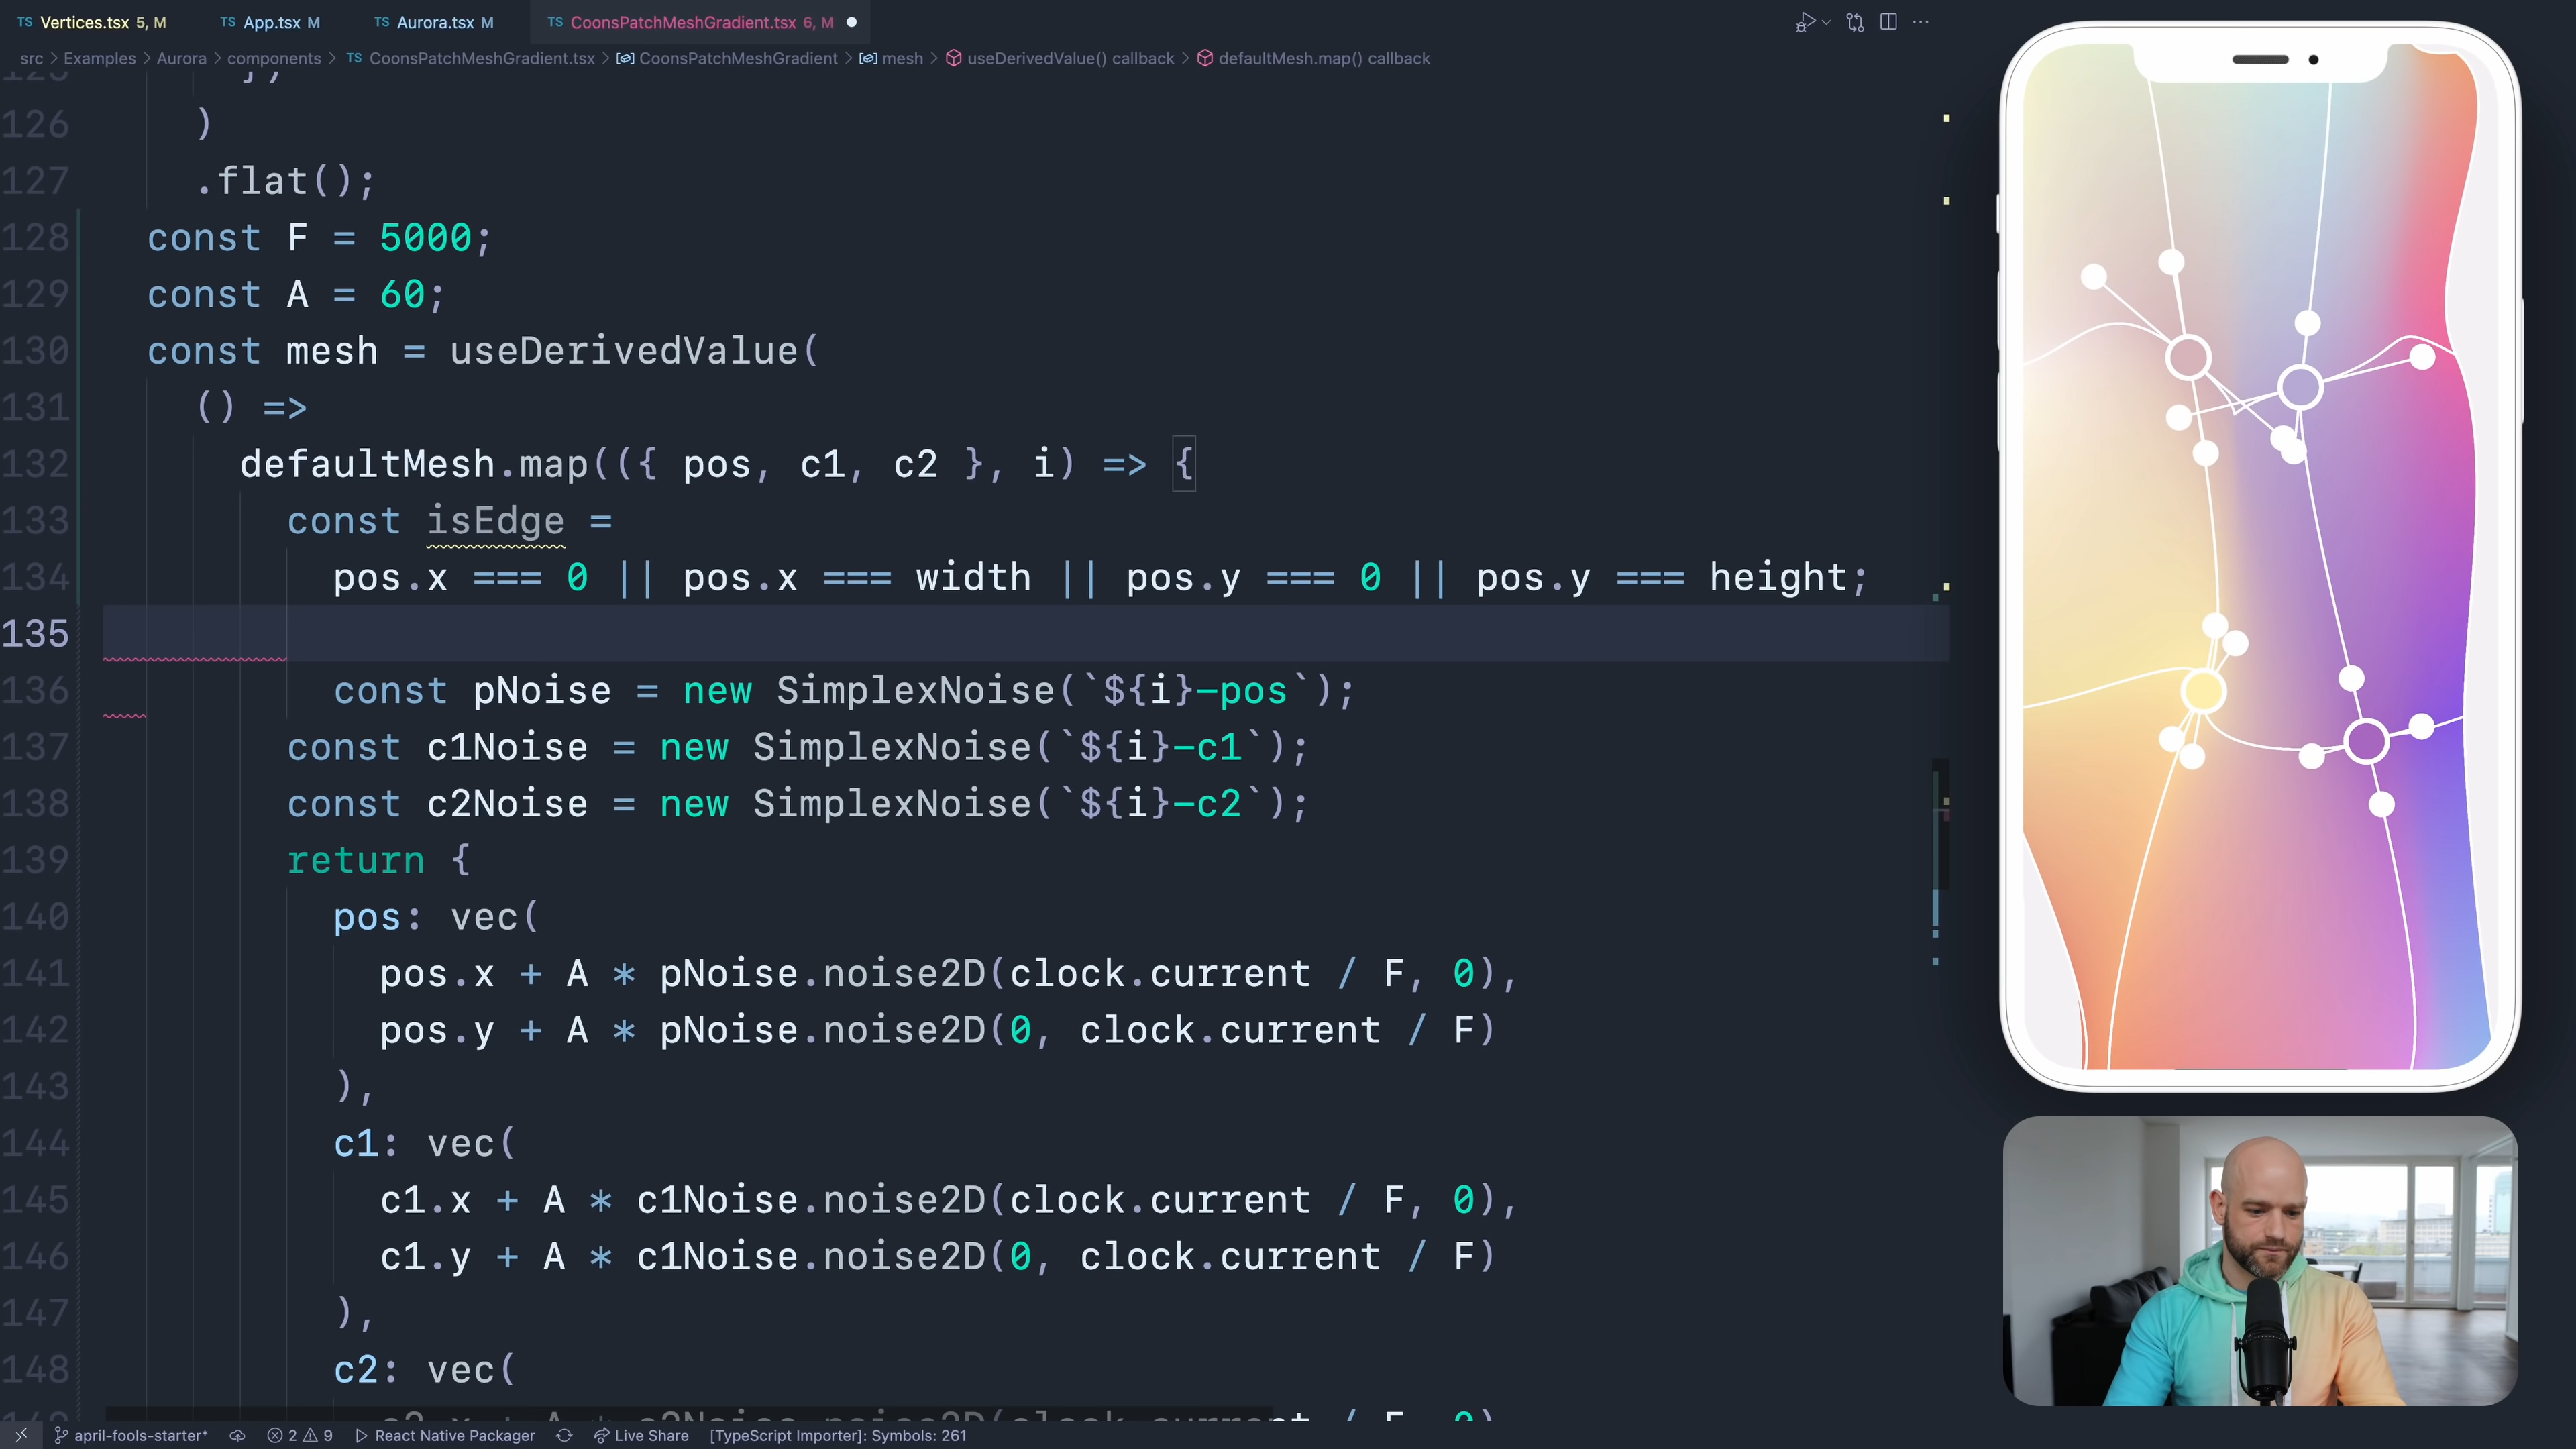 TS Vertices.tsx 5, M TS App.tsx M TS Aurora.tsx M TS CoonsPatchMeshGradient.tsx 6, M
src > Examples > Aurora > components > TS CoonsPatchMeshGradient.tsx > CoonsPatchMeshGradient > mesh > useDerivedValue() callback > defaultMesh.map() callback
126 )
127 .flat();
128 const F = 5000;
129 const A = 60;
130 const mesh = useDerivedValue(
131 () =>
132 defaultMesh.map(({ pos, c1, c2 }, i) => {
133 const isEdge =
134 pos.x === 0 || pos.x === width || pos.y === 0 || pos.y === height;
135
136 const pNoise = new SimplexNoise(`${i}-pos`);
137 const c1Noise = new SimplexNoise(`${i}-c1`);
138 const c2Noise = new SimplexNoise(`${i}-c2`);
139 return {
140 pos: vec(
141 pos.x + A * pNoise.noise2D(clock.current / F, 0),
142 pos.y + A * pNoise.noise2D(0, clock.current / F)
143 ),
144 c1: vec(
145 c1.x + A * c1Noise.noise2D(clock.current / F, 0),
146 c1.y + A * c1Noise.noise2D(0, clock.current / F)
147 ),
148 c2: vec(
april-fools-starter* 2 9 React Native Packager Live Share [TypeScript Importer]: Symbols: 261